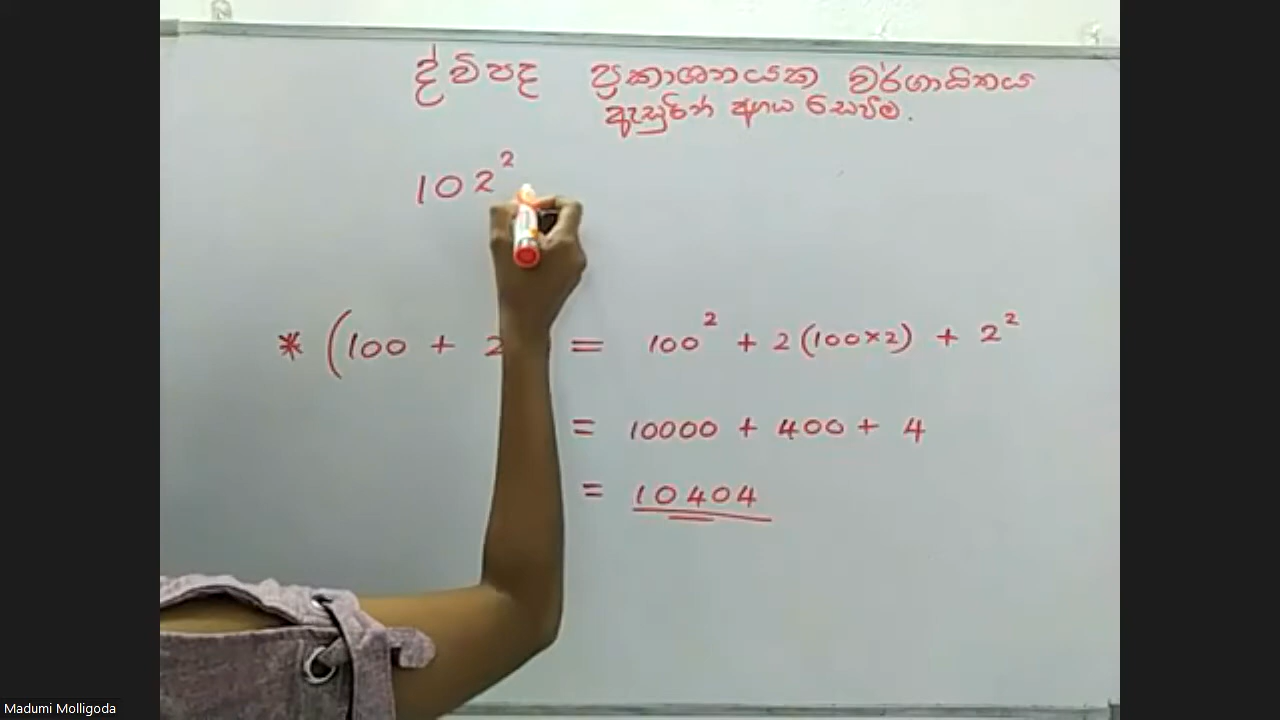 ද්විපද ප්‍රකාශනයක වර්ගායිතය
ඇසුරින් අගය සෙවීම.
102²
* (100 + 2 = 100² + 2(100×2) + 2²
= 10000 + 400 + 4
= 10404
Madumi Molligoda